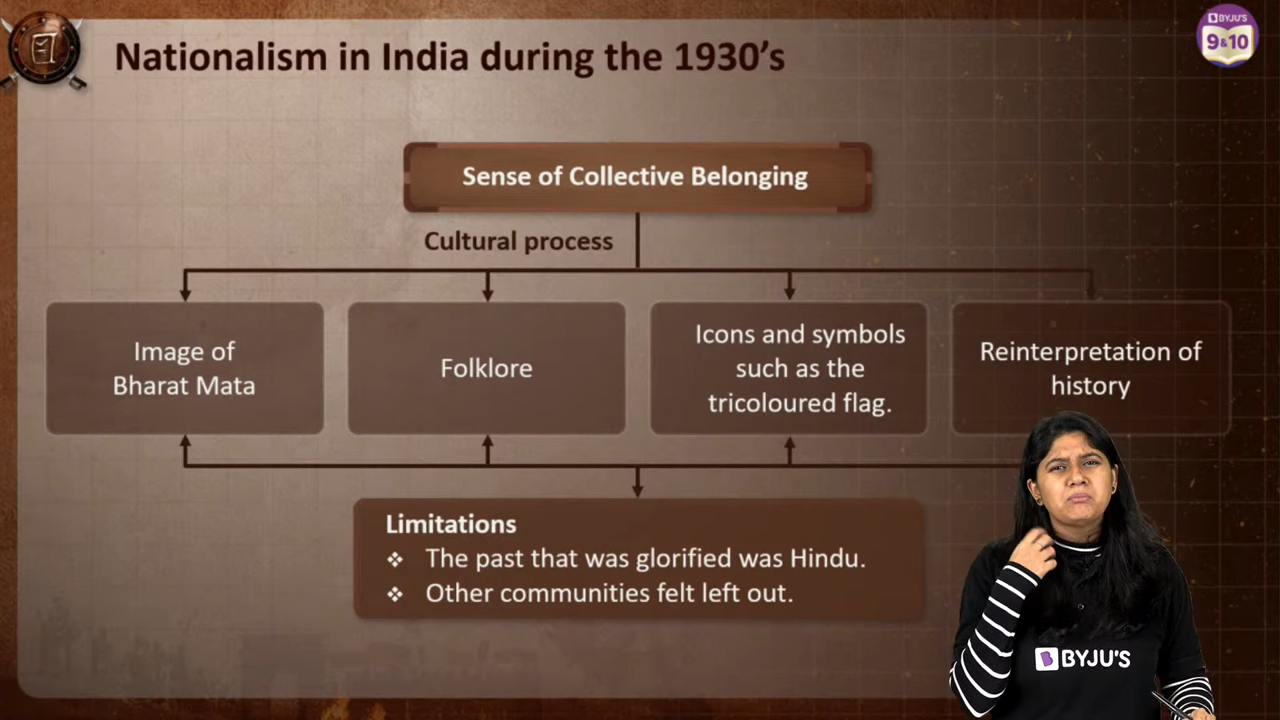 Nationalism in India during the 1930's
BYJU'S
9&10
Sense of Collective Belonging
Cultural process
Image of
Bharat Mata
Folklore
Icons and symbols
such as the
tricoloured flag.
Reinterpretation of
history
Limitations
❖ The past that was glorified was Hindu.
❖ Other communities felt left out.
BYJU'S